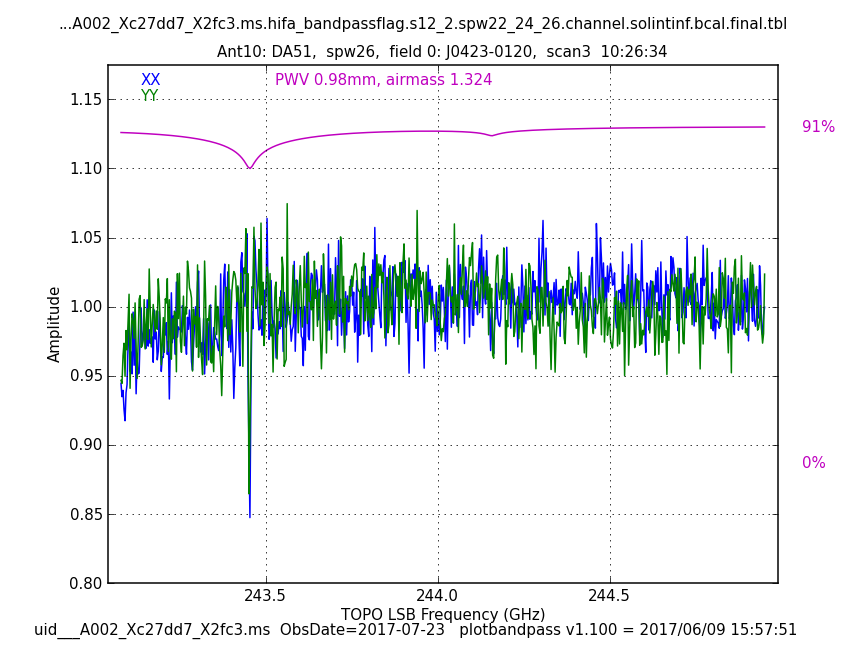 ...A002_Xc27dd7_X2fc3.ms.hifa_bandpassflag.s12_2.spw22_24_26.channel.solintinf.bcal.final.tbl
Ant10: DA51,  spw26,  field 0: J0423-0120,  scan3  10:26:34
XX
YY
PWV 0.98mm, airmass 1.324
91%
0%
1.15
1.10
1.05
1.00
0.95
0.90
0.85
0.80
Amplitude
243.5
244.0
244.5
TOPO LSB Frequency (GHz)
uid___A002_Xc27dd7_X2fc3.ms  ObsDate=2017-07-23   plotbandpass v1.100 = 2017/06/09 15:57:51